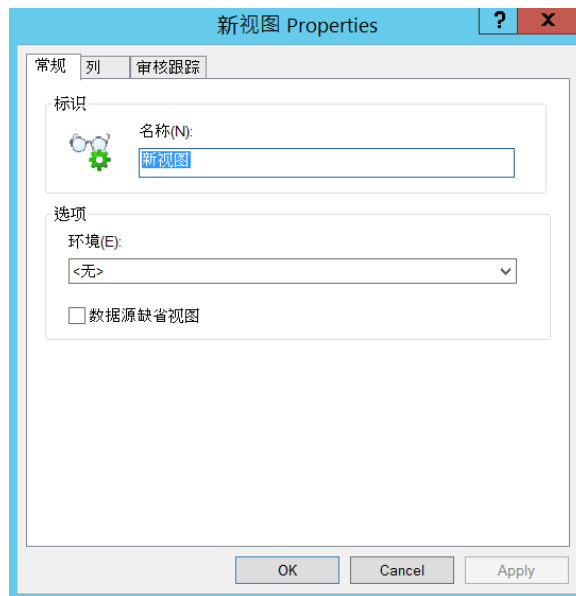 新视图 Properties
? X
常规 列 审核跟踪
标识
名称(N):
新视图
选项
环境(E):
<无>
数据源缺省视图
OK Cancel Apply